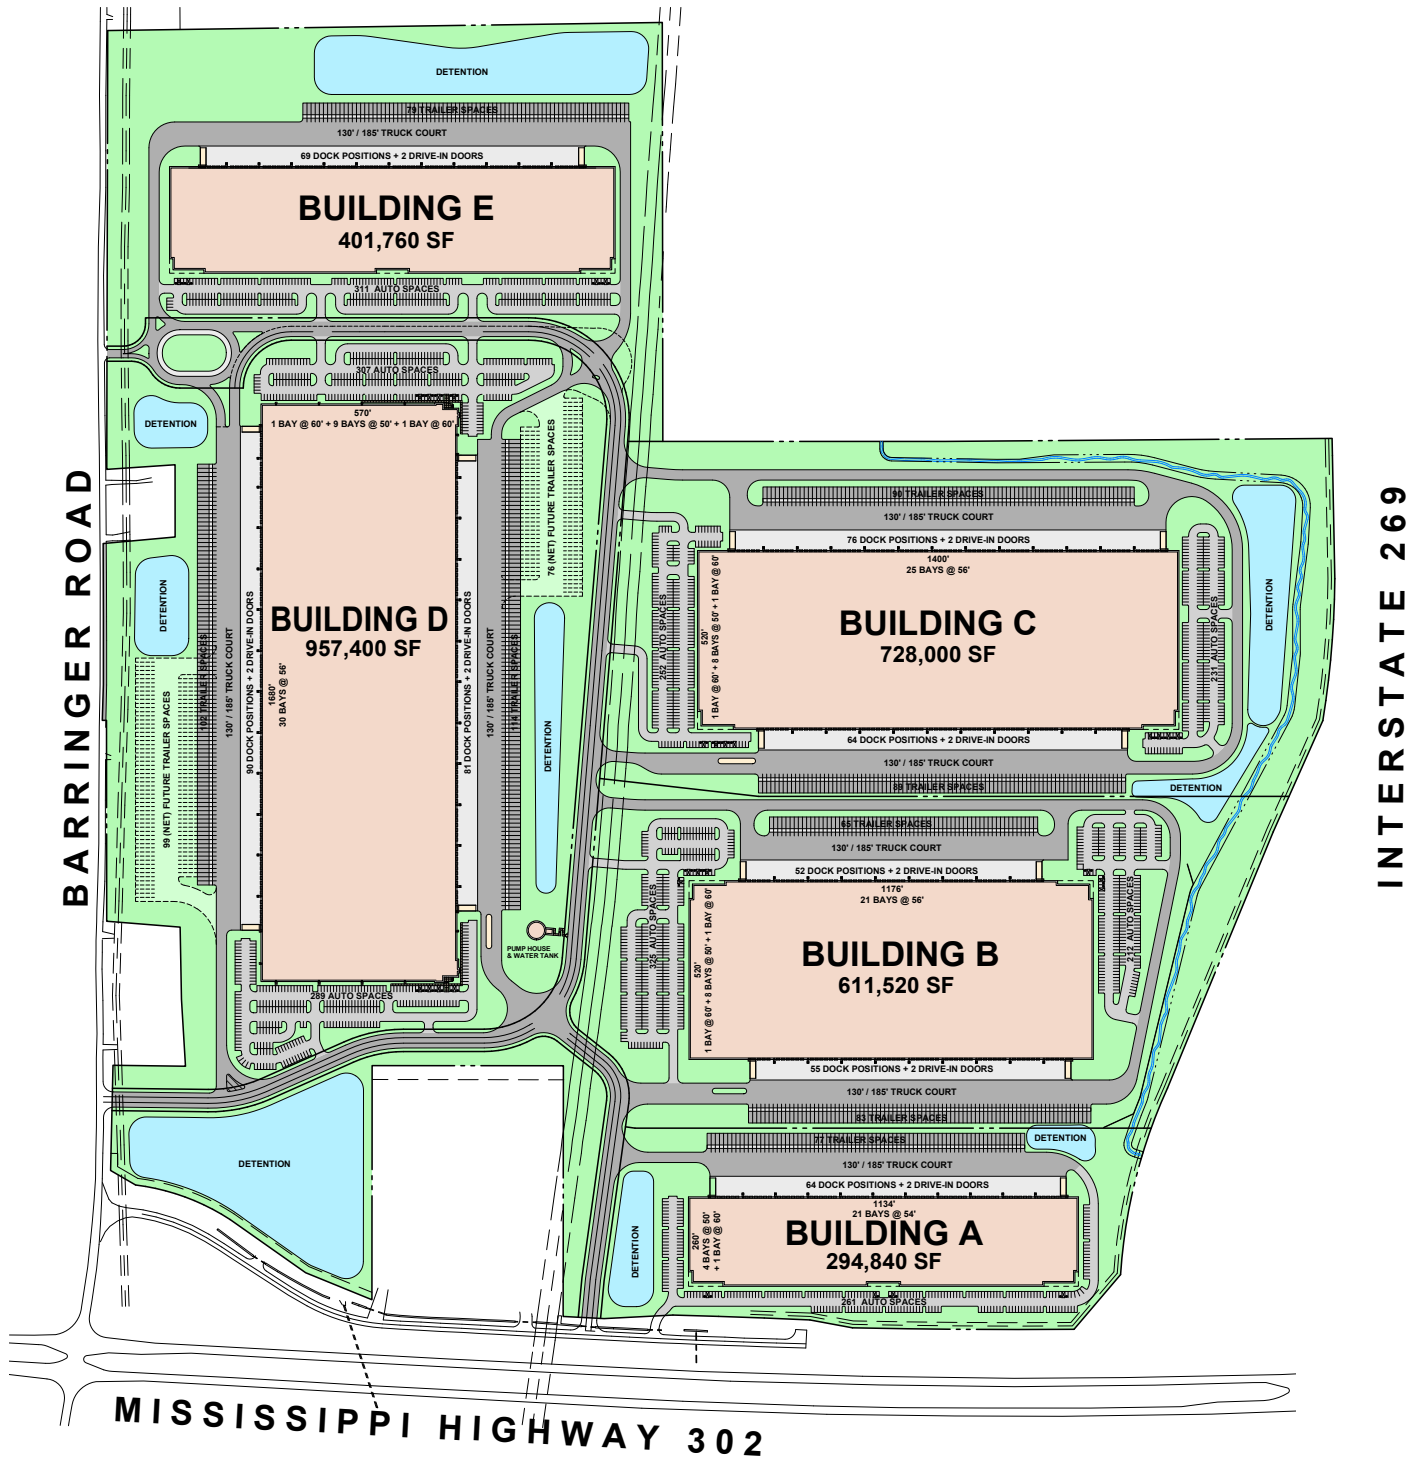 DETENTION
79 TRAILER SPACES
130' / 185' TRUCK COURT
69 DOCK POSITIONS + 2 DRIVE-IN DOORS
BUILDING E
401,760 SF
311 AUTO SPACES
307 AUTO SPACES
DETENTION
570'
1 BAY @ 60' + 9 BAYS @ 50' + 1 BAY @ 60'
76 (NET) FUTURE TRAILER SPACES
BARRINGER ROAD
DETENTION
102 TRAILER SPACES
130' / 185' TRUCK COURT
90 DOCK POSITIONS + 2 DRIVE-IN DOORS
BUILDING D
957,400 SF
1680'
30 BAYS @ 56'
81 DOCK POSITIONS + 2 DRIVE-IN DOORS
130' / 185' TRUCK COURT
114 TRAILER SPACES
DETENTION
99 (NET) FUTURE TRAILER SPACES
PUMP HOUSE
& WATER TANK
289 AUTO SPACES
90 TRAILER SPACES
130' / 185' TRUCK COURT
76 DOCK POSITIONS + 2 DRIVE-IN DOORS
1400'
25 BAYS @ 56'
252 AUTO SPACES
520'
1 BAY @ 60' + 8 BAYS @ 50' + 1 BAY @ 60'
BUILDING C
728,000 SF
231 AUTO SPACES
DETENTION
INTERSTATE 269
64 DOCK POSITIONS + 2 DRIVE-IN DOORS
130' / 185' TRUCK COURT
89 TRAILER SPACES
DETENTION
65 TRAILER SPACES
130' / 185' TRUCK COURT
52 DOCK POSITIONS + 2 DRIVE-IN DOORS
1176'
21 BAYS @ 56'
325 AUTO SPACES
520'
1 BAY @ 60' + 8 BAYS @ 50' + 1 BAY @ 60'
BUILDING B
611,520 SF
212 AUTO SPACES
55 DOCK POSITIONS + 2 DRIVE-IN DOORS
130' / 185' TRUCK COURT
83 TRAILER SPACES
77 TRAILER SPACES
DETENTION
130' / 185' TRUCK COURT
64 DOCK POSITIONS + 2 DRIVE-IN DOORS
1134'
21 BAYS @ 54'
260'
4 BAYS @ 50'
+ 1 BAY @ 60'
BUILDING A
294,840 SF
261 AUTO SPACES
DETENTION
DETENTION
MISSISSIPPI HIGHWAY 302